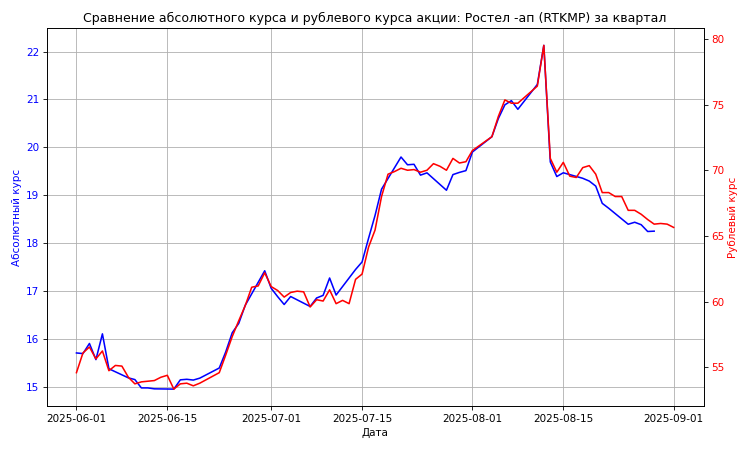 Сравнение абсолютного курса и рублевого курса акции: Ростел -ап (RTKMP) за квартал
Абсолютный курс
22
21
20
19
18
17
16
15
80
75
70
65
60
55
Рублевый курс
2025-06-01 2025-06-15 2025-07-01 2025-07-15 2025-08-01 2025-08-15 2025-09-01
Дата